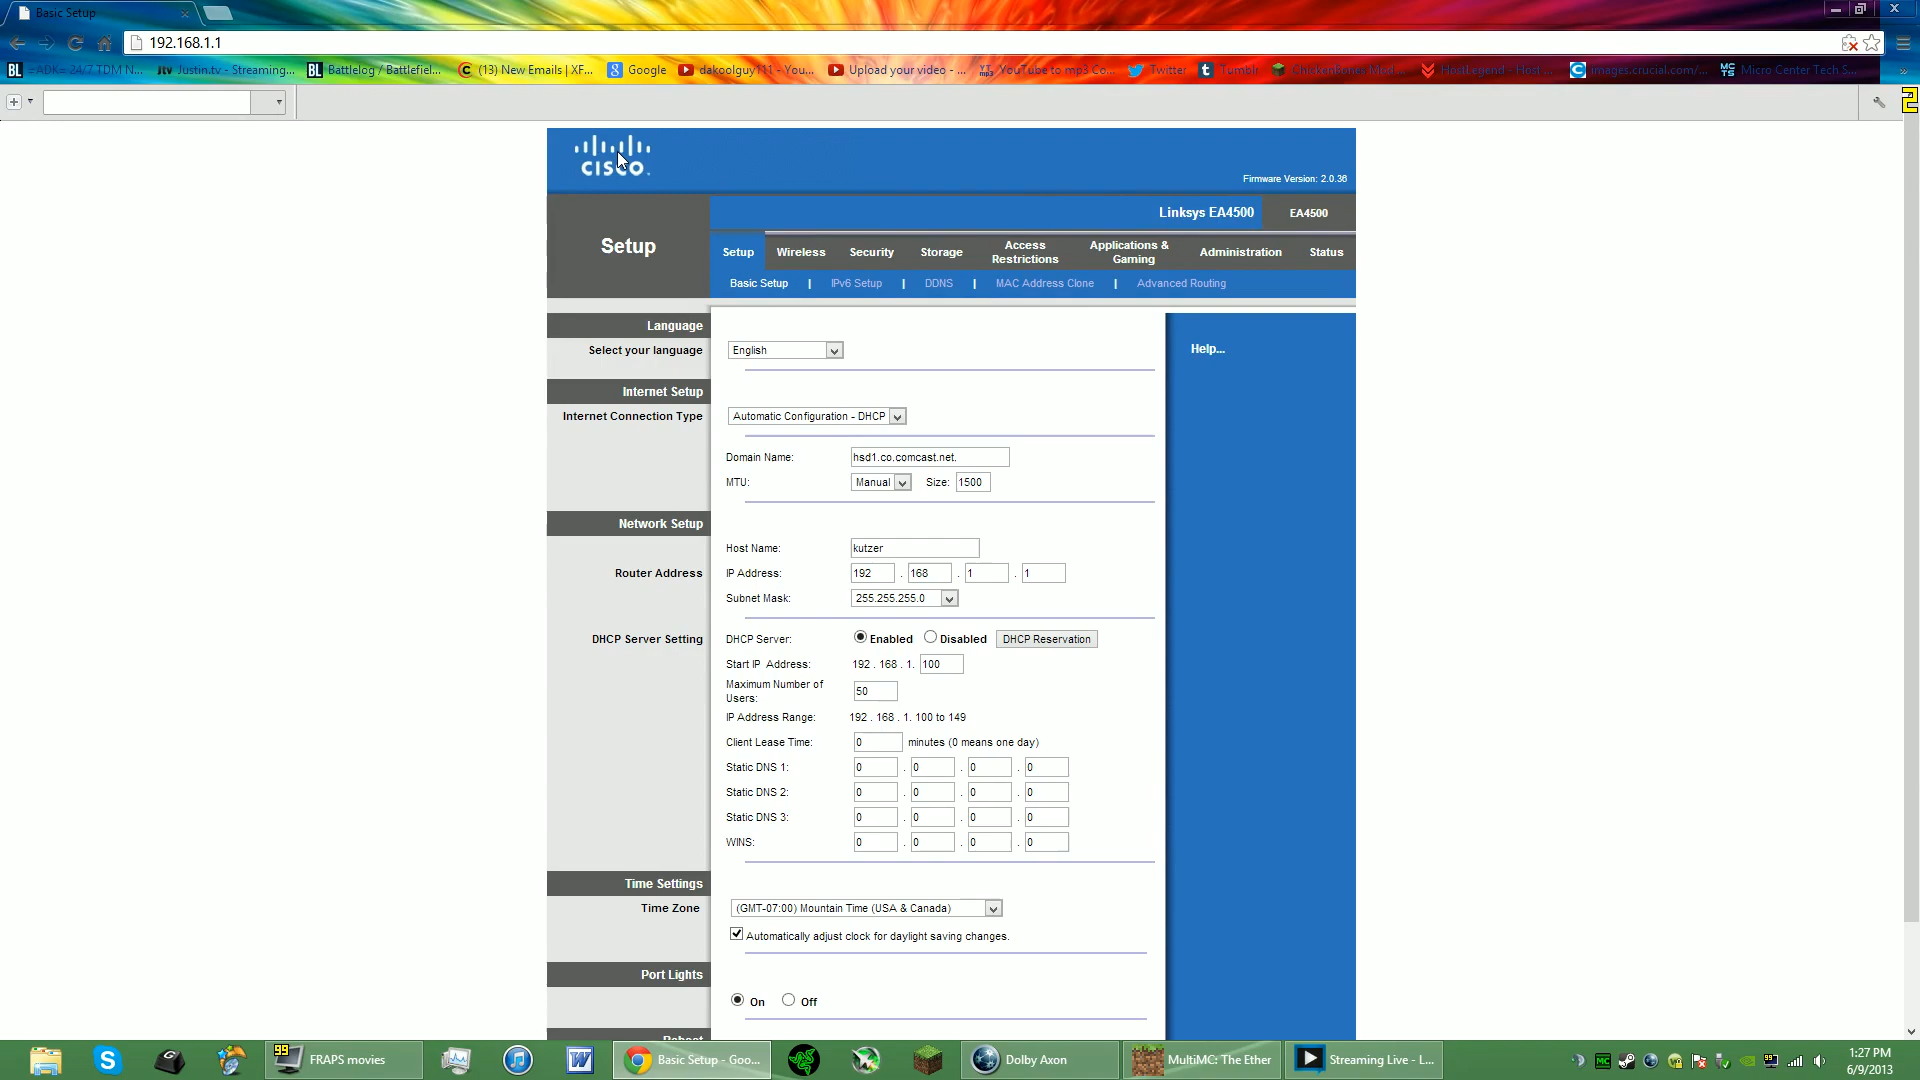 Basic Setup
192.168.1.1
BL =ADK= 24/7 TDM N...
jtv Justin.tv - Streaming...
BL Battlelog / Battlefiel...
(13) New Emails | XF...
Google
dakoolguy111 - You...
Upload your video - ...
YouTube to mp3 Co...
Twitter
Tumblr
HostLegend - Host ...
images.crucial.com/...
Micro Center Tech S...
CISCO
Firmware Version: 2.0.36
Linksys EA4500
EA4500
Setup
Setup Wireless Security Storage Access Restrictions Applications & Gaming Administration Status
Basic Setup | IPv6 Setup | DDNS | MAC Address Clone | Advanced Routing
Language
Select your language English
Help...
Internet Setup
Internet Connection Type Automatic Configuration - DHCP
Domain Name: hsd1.co.comcast.net.
MTU: Manual Size: 1500
Network Setup
Host Name: kutzer
Router Address IP Address: 192 . 168 . 1 . 1
Subnet Mask: 255.255.255.0
DHCP Server Setting DHCP Server: Enabled Disabled DHCP Reservation
Start IP Address: 192 . 168 . 1. 100
Maximum Number of
Users: 50
IP Address Range: 192 . 168 . 1. 100 to 149
Client Lease Time: 0 minutes (0 means one day)
Static DNS 1: 0 . 0 . 0 . 0
Static DNS 2: 0 . 0 . 0 . 0
Static DNS 3: 0 . 0 . 0 . 0
WINS: 0 . 0 . 0 . 0
Time Settings
Time Zone (GMT-07:00) Mountain Time (USA & Canada)
Automatically adjust clock for daylight saving changes.
Port Lights
On Off
Reboot
99 FRAPS movies
Basic Setup - Goo...
Dolby Axon
MultiMC: The Ether
Streaming Live - L...
1:27 PM
6/9/2013